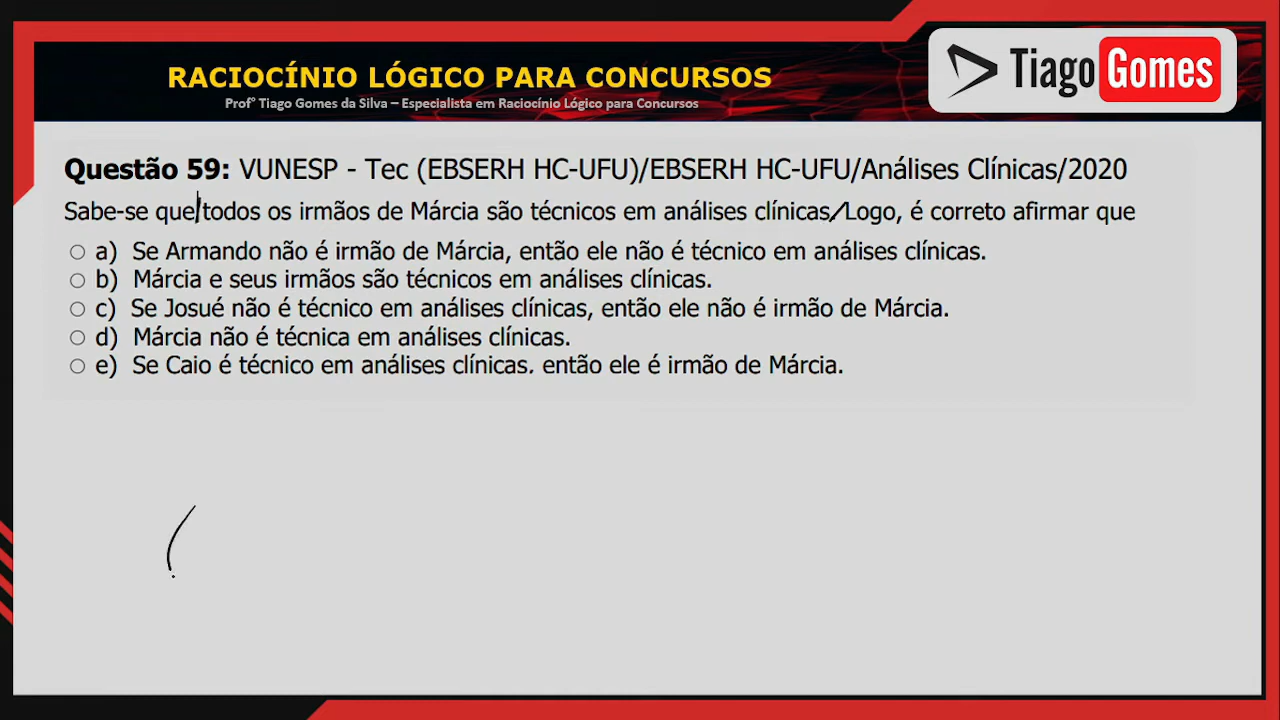 RACIOCÍNIO LÓGICO PARA CONCURSOS
Prof° Tiago Gomes da Silva – Especialista em Raciocínio Lógico para Concursos
Tiago Gomes
Questão 59: VUNESP - Tec (EBSERH HC-UFU)/EBSERH HC-UFU/Análises Clínicas/2020
Sabe-se que todos os irmãos de Márcia são técnicos em análises clínicas. Logo, é correto afirmar que
a) Se Armando não é irmão de Márcia, então ele não é técnico em análises clínicas.
b) Márcia e seus irmãos são técnicos em análises clínicas.
c) Se Josué não é técnico em análises clínicas, então ele não é irmão de Márcia.
d) Márcia não é técnica em análises clínicas.
e) Se Caio é técnico em análises clínicas. então ele é irmão de Márcia.